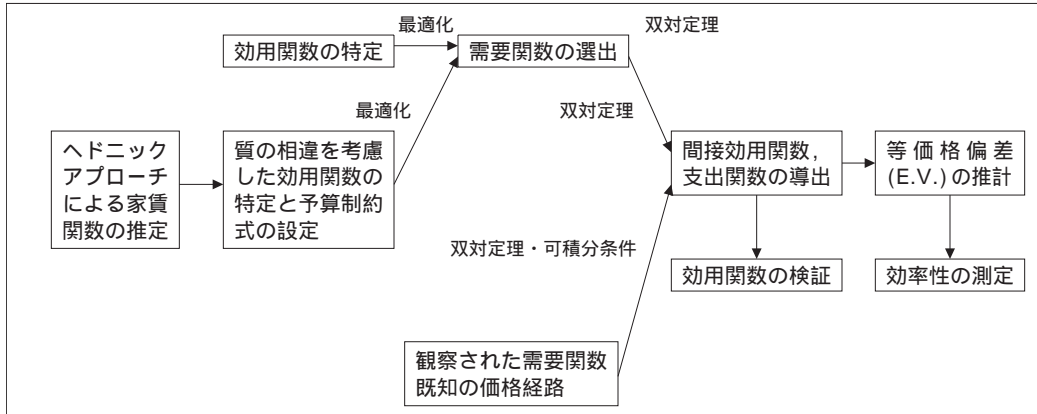 最適化
双対定理
効用関数の特定
需要関数の選出
最適化
双対定理
ヘドニック
アプローチ
による家賃
関数の推定
質の相違を考慮
した効用関数の
特定と予算制約
式の設定
間接効用関数，
支出関数の導出
等価格偏差
(E.V.)の推計
双対定理・可積分条件
効用関数の検証
効率性の測定
観察された需要関数
既知の価格経路